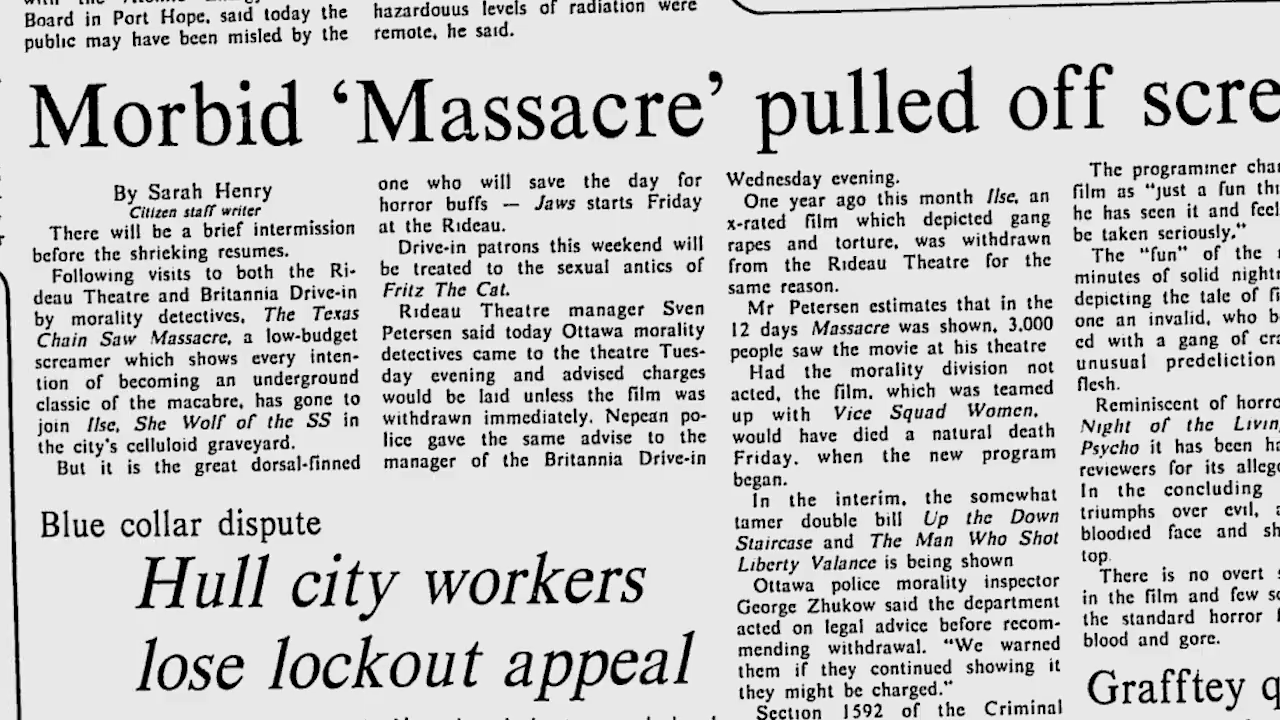 Board in Port Hope, said today the
public may have been misled by the
hazardouus levels of radiation were
remote, he said.
Morbid ‘Massacre’ pulled off scre
By Sarah Henry
Citizen staff writer
There will be a brief intermission
before the shrieking resumes.
Following visits to both the Ri-
deau Theatre and Britannia Drive-in
by morality detectives, The Texas
Chain Saw Massacre, a low-budget
screamer which shows every inten-
tion of becoming an underground
classic of the macabre, has gone to
join Ilse, She Wolf of the SS in
the city's celluloid graveyard.
But it is the great dorsal-finned
one who will save the day for
horror buffs — Jaws starts Friday
at the Rideau.
Drive-in patrons this weekend will
be treated to the sexual antics of
Fritz The Cat.
Rideau Theatre manager Sven
Petersen said today Ottawa morality
detectives came to the theatre Tues-
day evening and advised charges
would be laid unless the film was
withdrawn immediately. Nepean po-
lice gave the same advise to the
manager of the Britannia Drive-in
Wednesday evening.
One year ago this month Ilse, an
x-rated film which depicted gang
rapes and torture, was withdrawn
from the Rideau Theatre for the
same reason.
Mr Petersen estimates that in the
12 days Massacre was shown, 3,000
people saw the movie at his theatre
Had the morality division not
acted, the film, which was teamed
up with Vice Squad Women,
would have died a natural death
Friday. when the new program
began.
In the interim, the somewhat
tamer double bill Up the Down
Staircase and The Man Who Shot
Liberty Valance is being shown
Ottawa police morality inspector
George Zhukow said the department
acted on legal advice before recom-
mending withdrawal. "We warned
them if they continued showing it
they might be charged."
Section 1592 of the Criminal
The programmer cha
film as "just a fun th
he has seen it and feel
be taken seriously."
The "fun" of the
minutes of solid night
depicting the tale of fi
one an invalid, who b
ed with a gang of cra
unusual predeliction
flesh.
Reminiscent of horro
Night of the Livin
Psycho it has been ha
reviewers for its alleg
In the concluding
triumphs over evil, a
bloodied face and sh
top.
There is no overt s
in the film and few sc
the standard horror
blood and gore.
Blue collar dispute
Hull city workers
lose lockout appeal
Grafftey q